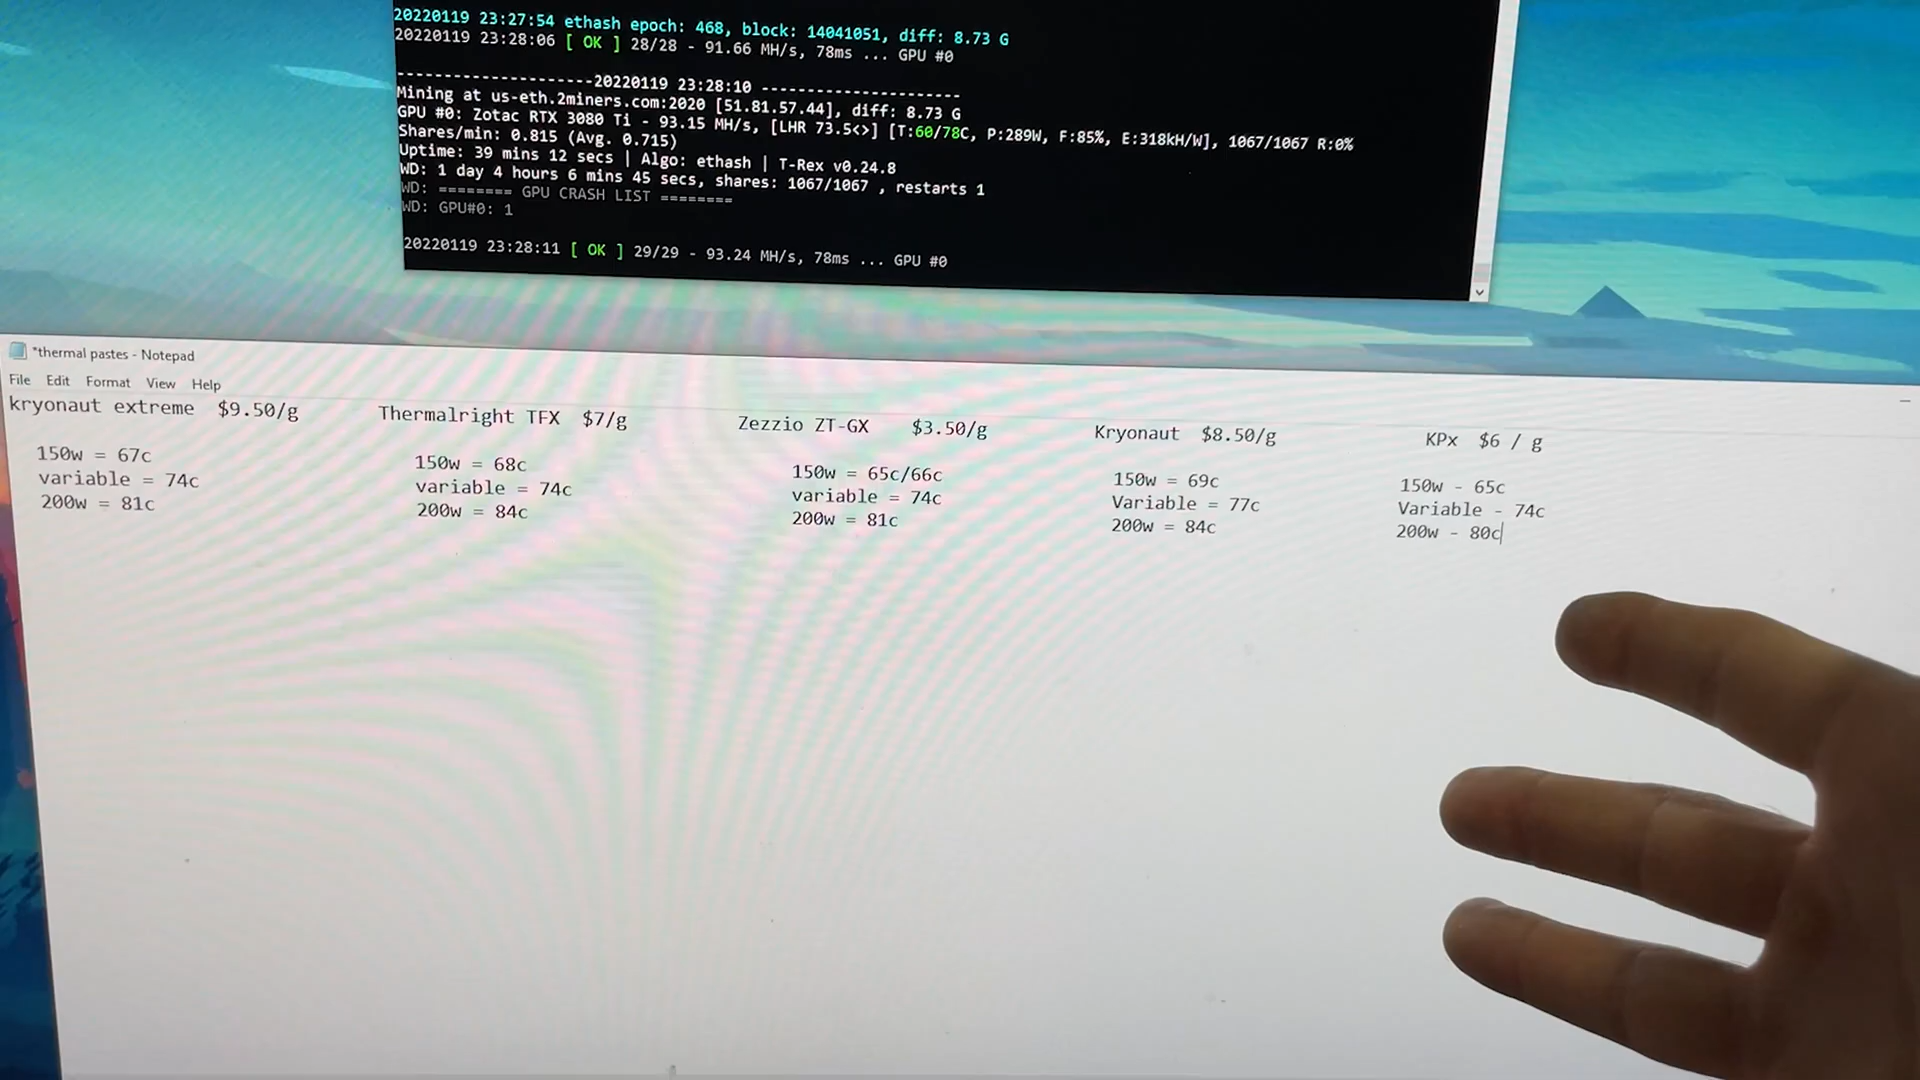 20220119 23:27:54 ethash epoch: 468, block: 14041051, diff: 8.73 G
20220119 23:28:06 [ OK ] 28/28 - 91.66 MH/s, 78ms ... GPU #0
---------------------20220119 23:28:10 ---------------------
Mining at us-eth.2miners.com:2020 [51.81.57.44], diff: 8.73 G
GPU #0: Zotac RTX 3080 Ti - 93.15 MH/s, [LHR 73.5<>] [T:60/78C, P:289W, F:85%, E:318kH/W], 1067/1067 R:0%
Shares/min: 0.815 (Avg. 0.715)
Uptime: 39 mins 12 secs | Algo: ethash | T-Rex v0.24.8
WD: 1 day 4 hours 6 mins 45 secs, shares: 1067/1067 , restarts 1
WD: ======== GPU CRASH LIST ========
WD: GPU#0: 1
20220119 23:28:11 [ OK ] 29/29 - 93.24 MH/s, 78ms ... GPU #0
*thermal pastes - Notepad
File Edit Format View Help
kryonaut extreme $9.50/g
150w = 67c
variable = 74c
200w = 81c
Thermalright TFX $7/g
150w = 68c
variable = 74c
200w = 84c
Zezzio ZT-GX $3.50/g
150w = 65c/66c
variable = 74c
200w = 81c
Kryonaut $8.50/g
150w = 69c
Variable = 77c
200w = 84c
KPx $6 / g
150w - 65c
Variable - 74c
200w - 80c